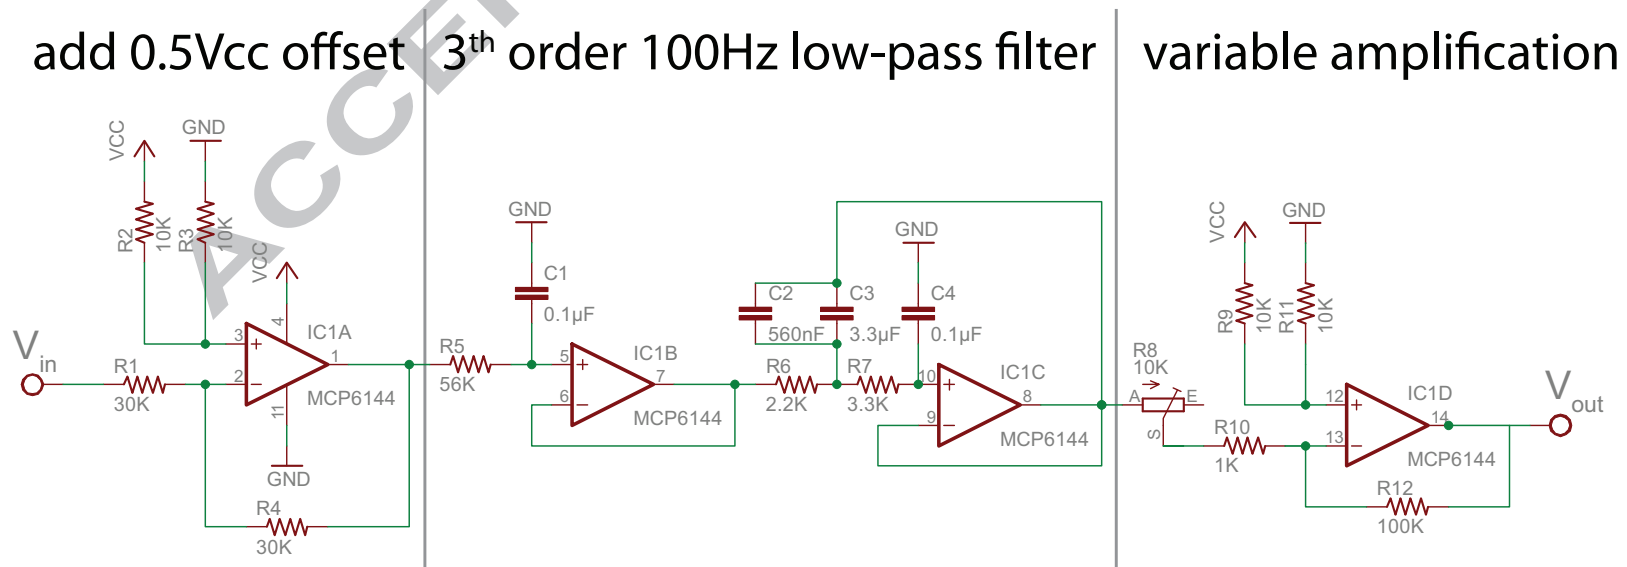 add 0.5Vcc offset
3th order 100Hz low-pass filter
variable amplification
ACCE
VCC
GND
R2
10K
R3
10K
VCC
4
3
+
IC1A
1
2
−
MCP6144
11
GND
Vin
R1
30K
R4
30K
GND
C1
0.1µF
R5
56K
5
+
IC1B
7
6
−
MCP6144
C2
560nF
C3
3.3µF
GND
C4
0.1µF
R6
2.2K
R7
3.3K
10
+
IC1C
8
9
−
MCP6144
R8
10K
A
E
S
VCC
GND
R9
10K
R11
10K
R10
1K
12
+
IC1D
14
13
−
MCP6144
R12
100K
Vout